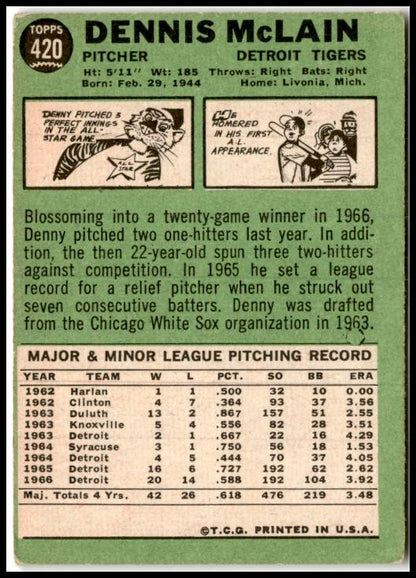 TOPPS
420
DENNIS McLAIN
PITCHER DETROIT TIGERS
Ht: 5'11" Wt: 185 Throws: Right Bats: Right
Born: Feb. 29, 1944 Home: Livonia, Mich.
DENNY PITCHED 3
PERFECT INNINGS
IN THE ALL-
STAR GAME
ALL
STAR
HOMERED
IN HIS FIRST
A.L.
APPEARANCE.
Blossoming into a twenty-game winner in 1966,
Denny pitched two one-hitters last year. In addi-
tion, the then 22-year-old spun three two-hitters
against competition. In 1965 he set a league
record for a relief pitcher when he struck out
seven consecutive batters. Denny was drafted
from the Chicago White Sox organization in 1963.
MAJOR & MINOR LEAGUE PITCHING RECORD
YEAR TEAM W L PCT. SO BB ERA
1962 Harlan 1 1 .500 32 10 0.00
1962 Clinton 4 7 .364 93 37 3.56
1963 Duluth 13 2 .867 157 51 2.55
1963 Knoxville 5 4 .556 82 28 3.51
1963 Detroit 2 1 .667 22 16 4.29
1964 Syracuse 3 1 .750 56 18 1.53
1964 Detroit 4 5 .444 70 37 4.05
1965 Detroit 16 6 .727 192 62 2.62
1966 Detroit 20 14 .588 192 104 3.92
Maj. Totals 4 Yrs. 42 26 .618 476 219 3.48
©T.C.G. PRINTED IN U.S.A.